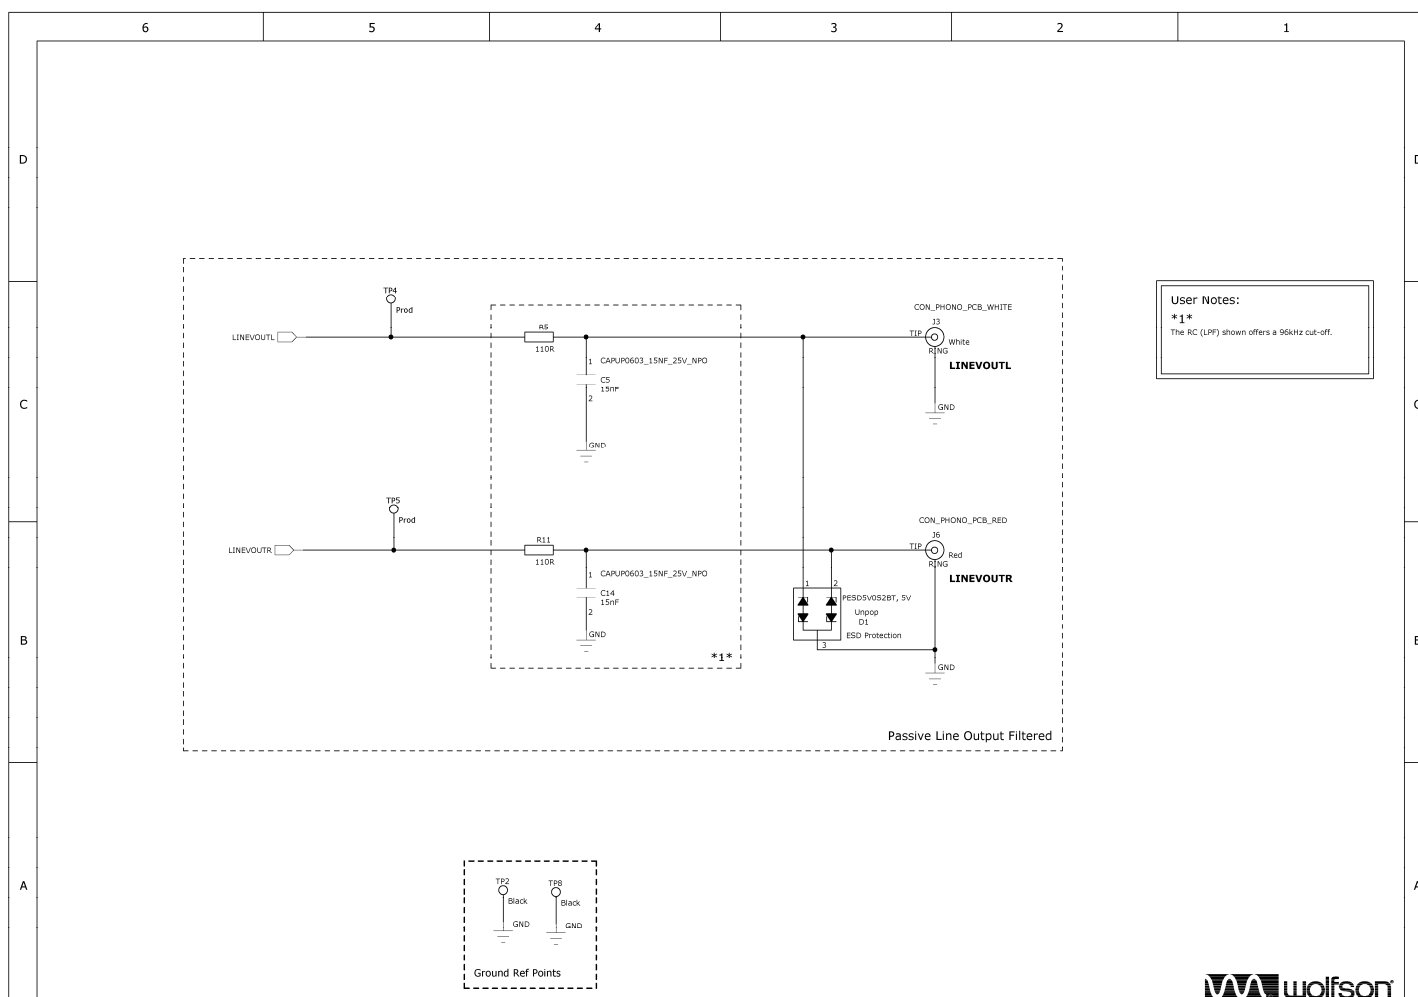 6 5 4 3 2 1
D
D
TP4
Prod
LINEVOUTL
R5
110R
1 CAPUP0603_15NF_25V_NPO
C5
15nF
2
GND
CON_PHONO_PCB_WHITE
J3
TIP
White
RING
LINEVOUTL
GND
User Notes:
*1*
The RC (LPF) shown offers a 96kHz cut-off.
C
C
TP5
Prod
LINEVOUTR
R11
110R
1 CAPUP0603_15NF_25V_NPO
C14
15nF
2
GND
*1*
CON_PHONO_PCB_RED
J6
TIP
Red
RING
LINEVOUTR
1 2
PESD5V0S2BT, 5V
Unpop
D1
ESD Protection
3
GND
B
B
Passive Line Output Filtered
A
A
TP2
Black
GND
TP8
Black
GND
Ground Ref Points
wolfson